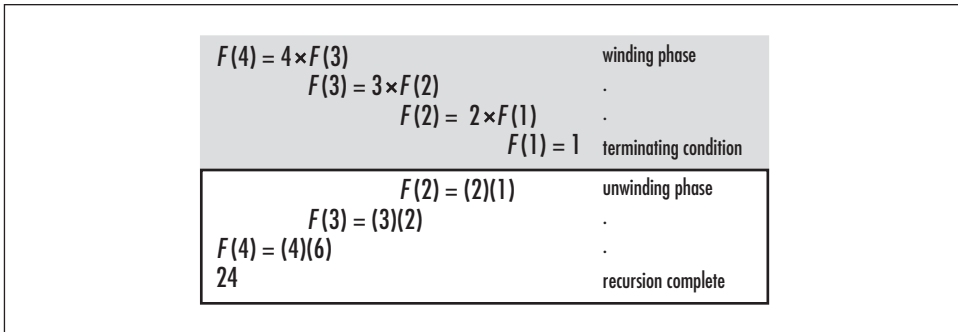 F(4) = 4×F(3) winding phase
F(3) = 3×F(2) .
F(2) = 2×F(1) .
F(1) = 1 terminating condition
F(2) = (2)(1) unwinding phase
F(3) = (3)(2) .
F(4) = (4)(6) .
24 recursion complete